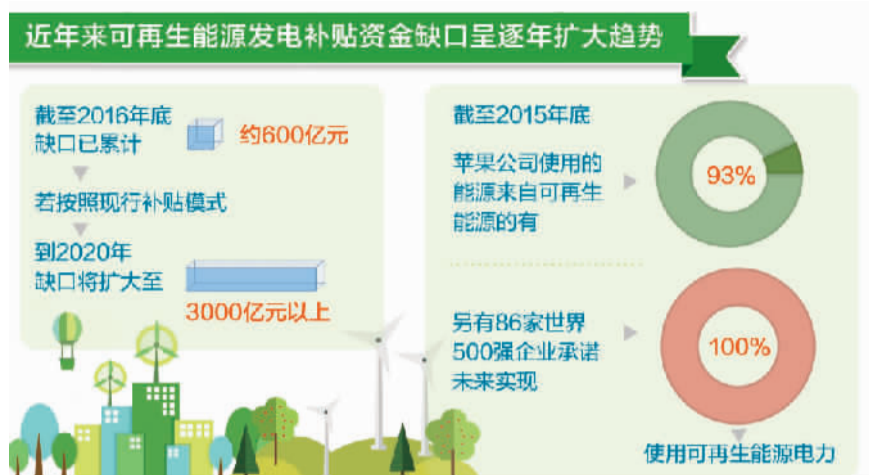 近年来可再生能源发电补贴资金缺口呈逐年扩大趋势
截至2016年底
缺口已累计
约600亿元
若按照现行补贴模式
到2020年
缺口将扩大至
3000亿元以上
截至2015年底
苹果公司使用的
能源来自可再生
能源的有
93%
另有86家世界
500强企业承诺
未来实现
100%
使用可再生能源电力